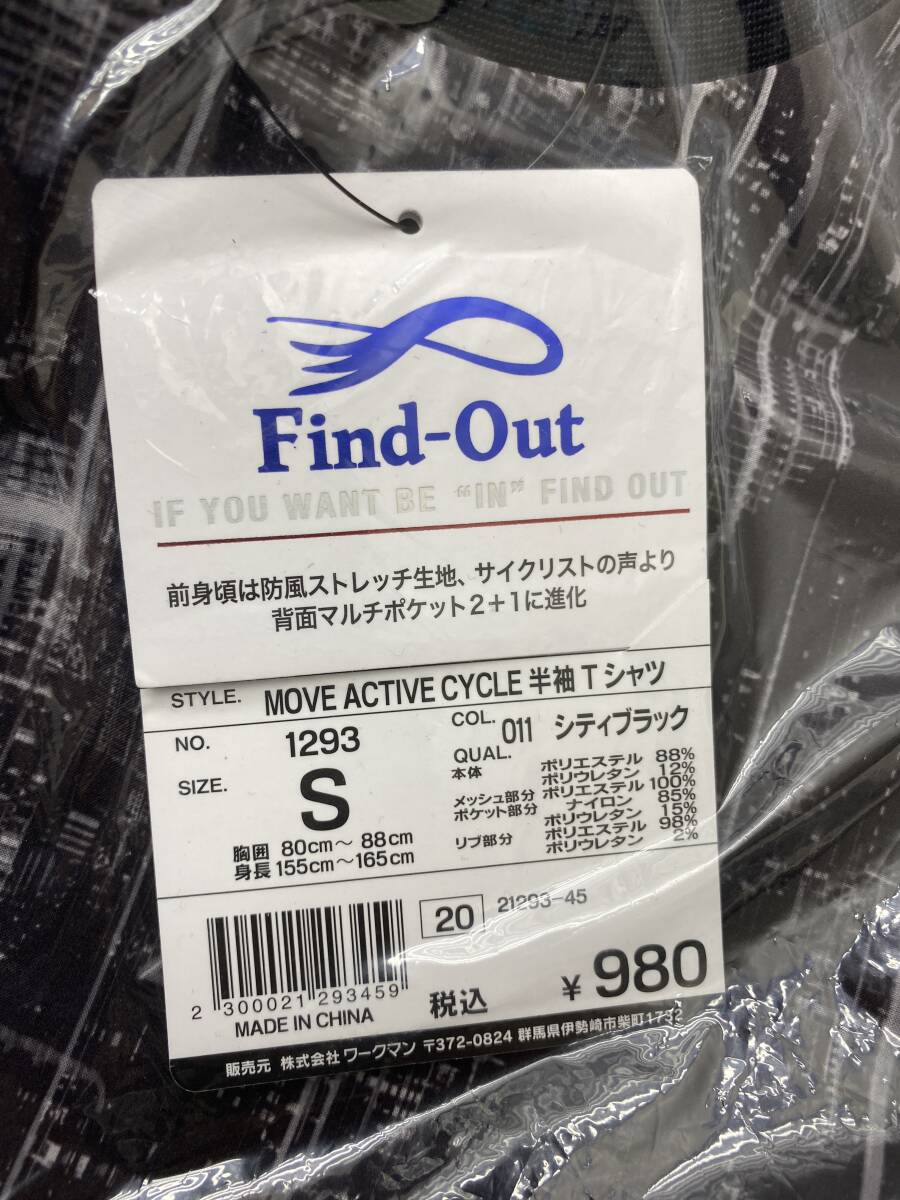 Find-Out
IF YOU WANT BE “IN” FIND OUT
前身頃は防風ストレッチ生地、サイクリストの声より
背面マルチポケット2+1に進化
STYLE. MOVE ACTIVE CYCLE 半袖 T シャツ
NO. 1293
COL. 011 シティブラック
SIZE. S
胸囲 80cm～ 88cm
身長 155cm～165cm
QUAL.
本体 ポリエステル 88%
ポリウレタン 12%
メッシュ部分 ポリエステル 100%
ポケット部分 ナイロン 85%
ポリウレタン 15%
リブ部分 ポリエステル 98%
ポリウレタン 2%
20 21293-45
2 300021 293459
MADE IN CHINA
税込 ¥980
販売元 株式会社 ワークマン 〒372-0824 群馬県伊勢崎市柴町1732